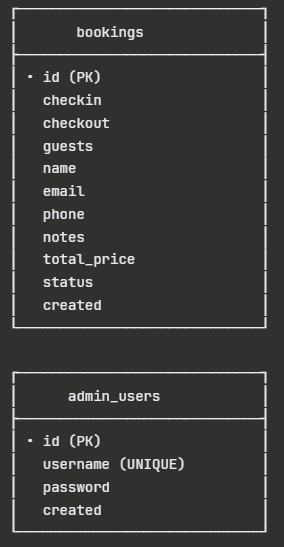 bookings
• id (PK)
checkin
checkout
guests
name
email
phone
notes
total_price
status
created
admin_users
• id (PK)
username (UNIQUE)
password
created